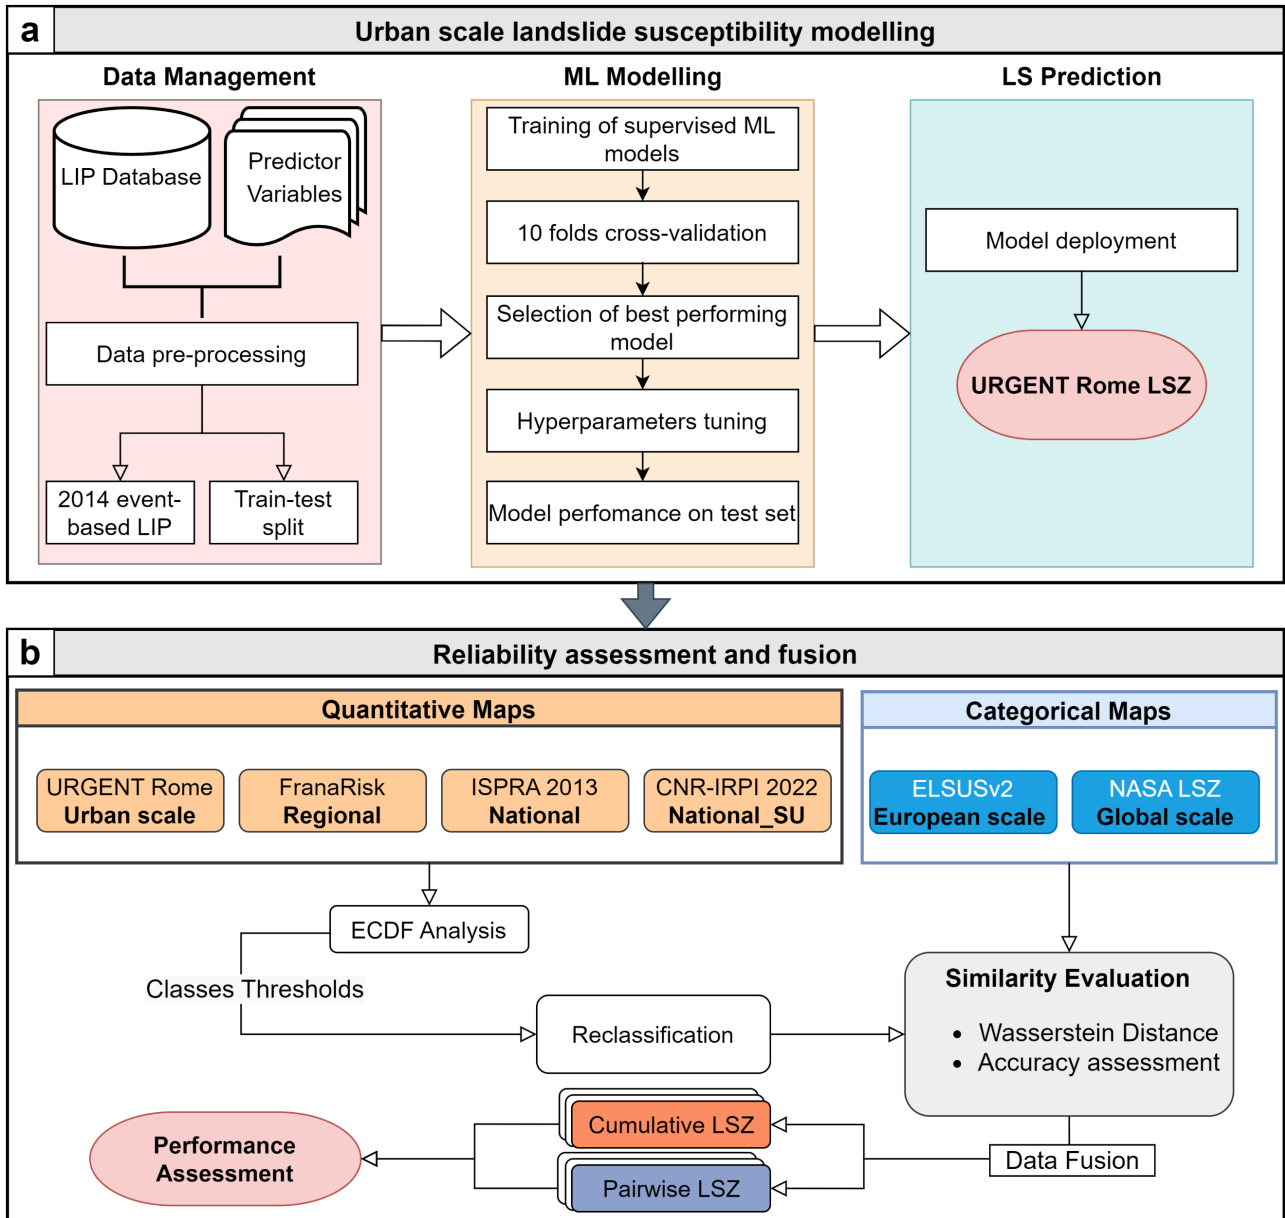 a
Urban scale landslide susceptibility modelling
Data Management
LIP Database
Predictor
Variables
Data pre-processing
2014 event-
based LIP
Train-test
split
ML Modelling
Training of supervised ML
models
10 folds cross-validation
Selection of best performing
model
Hyperparameters tuning
Model perfomance on test set
LS Prediction
Model deployment
URGENT Rome LSZ
b
Reliability assessment and fusion
Quantitative Maps
URGENT Rome
Urban scale
FranaRisk
Regional
ISPRA 2013
National
CNR-IRPI 2022
National_SU
Categorical Maps
ELSUSv2
European scale
NASA LSZ
Global scale
ECDF Analysis
Classes Thresholds
Reclassification
Similarity Evaluation
• Wasserstein Distance
• Accuracy assessment
Data Fusion
Cumulative LSZ
Pairwise LSZ
Performance
Assessment